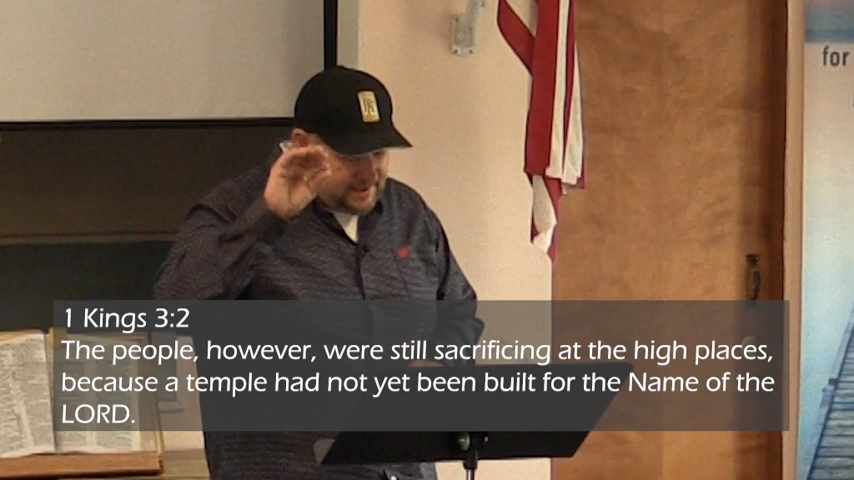 for
1 Kings 3:2
The people, however, were still sacrificing at the high places,
because a temple had not yet been built for the Name of the
LORD.